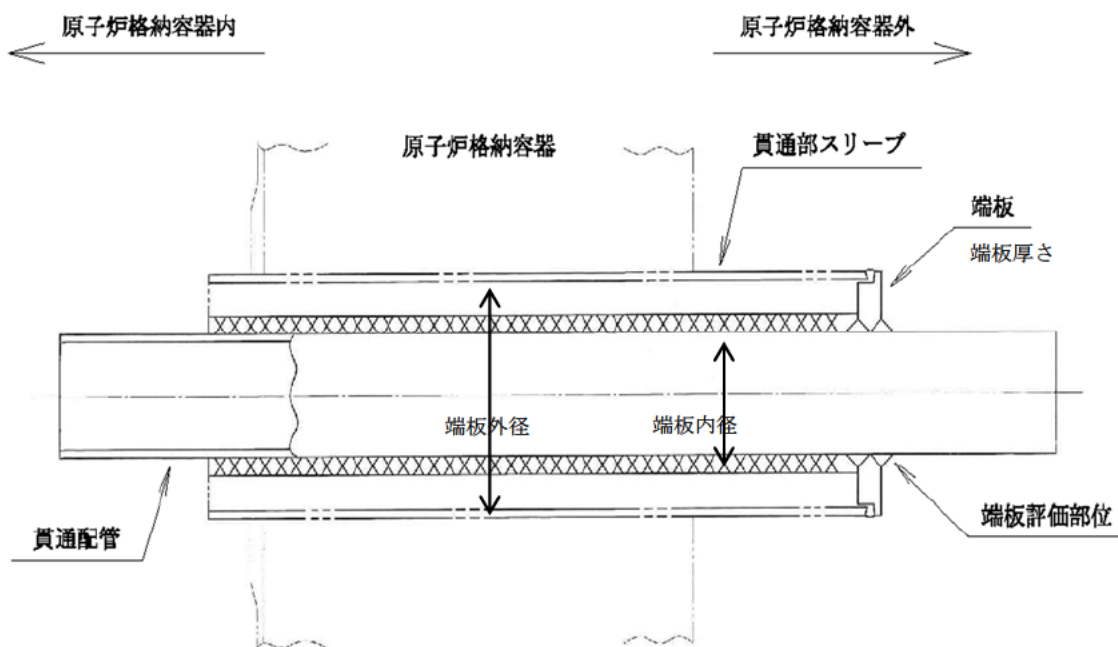 原子炉格納容器内
原子炉格納容器外
原子炉格納容器
貫通部スリーブ
端板
端板厚さ
端板外径
端板内径
貫通配管
端板評価部位